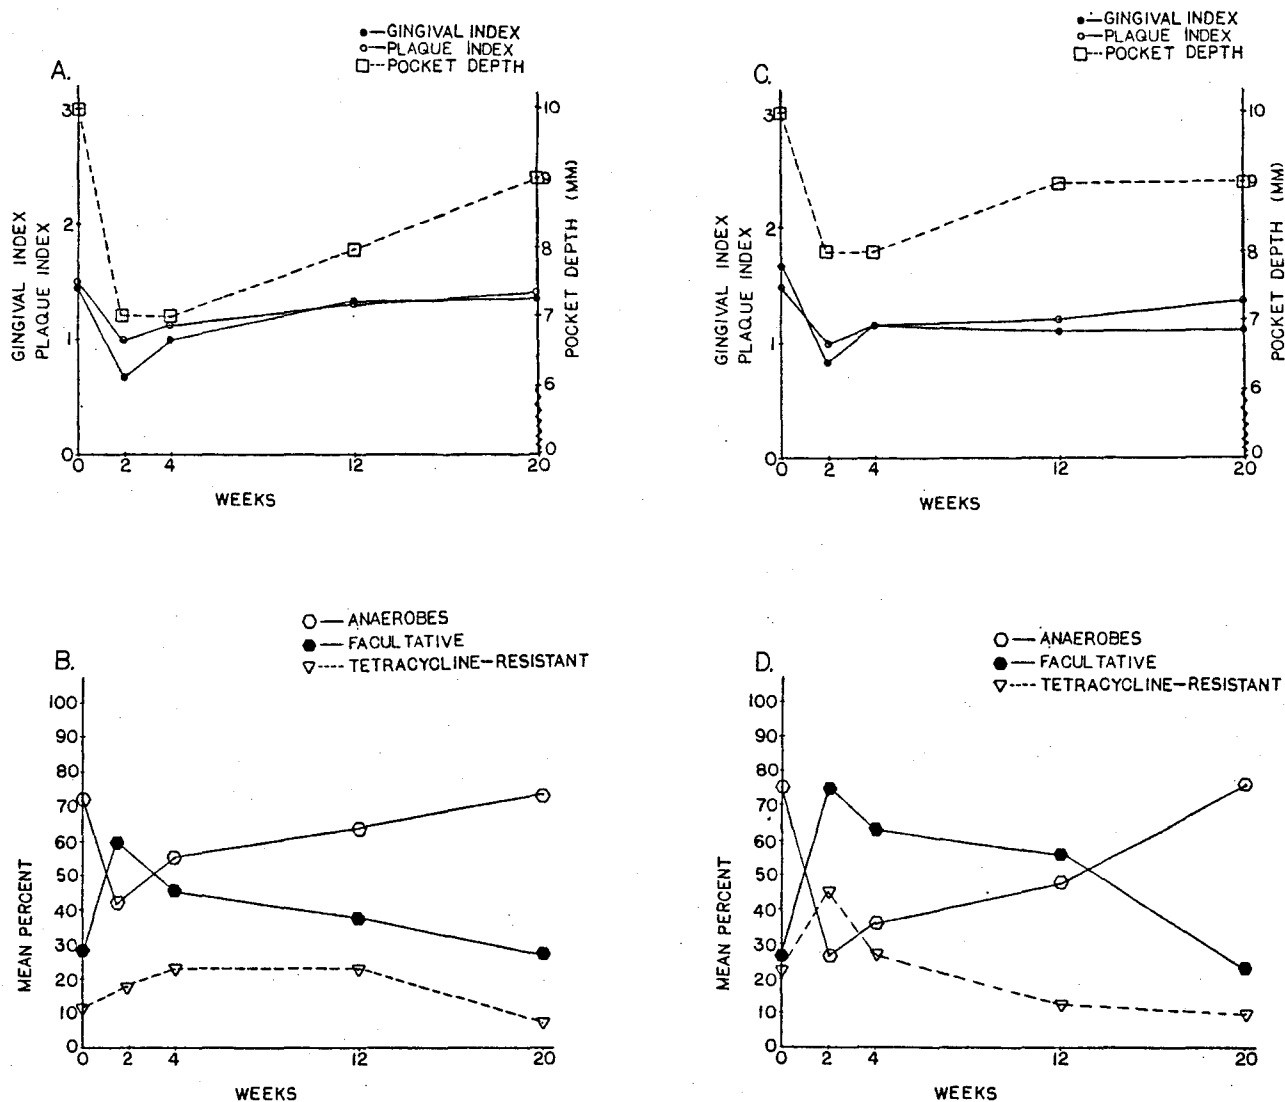 A.
●—GINGIVAL INDEX
○—PLAQUE INDEX
□---POCKET DEPTH
GINGIVAL INDEX
PLAQUE INDEX
3
2
1
0
POCKET DEPTH (MM)
10
9
8
7
6
0
0 2 4 12 20
WEEKS
C.
●—GINGIVAL INDEX
○—PLAQUE INDEX
□---POCKET DEPTH
GINGIVAL INDEX
PLAQUE INDEX
3
2
1
0
POCKET DEPTH (MM)
10
9
8
7
6
0
0 2 4 12 20
WEEKS
B.
○—ANAEROBES
●—FACULTATIVE
▽----TETRACYCLINE-RESISTANT
MEAN PERCENT
100
90
80
70
60
50
40
30
20
10
0
0 2 4 12 20
WEEKS
D.
○—ANAEROBES
●—FACULTATIVE
▽----TETRACYCLINE-RESISTANT
MEAN PERCENT
100
90
80
70
60
50
40
30
20
10
0
0 2 4 12 20
WEEKS